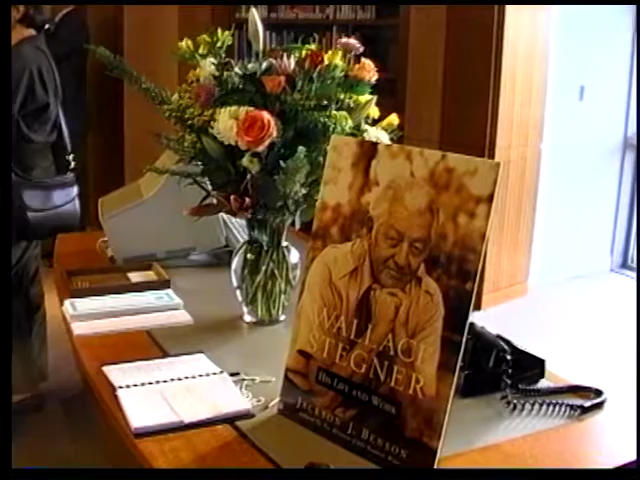 WALLACE
STEGNER
HIS LIFE AND WORK
JACKSON J. BENSON